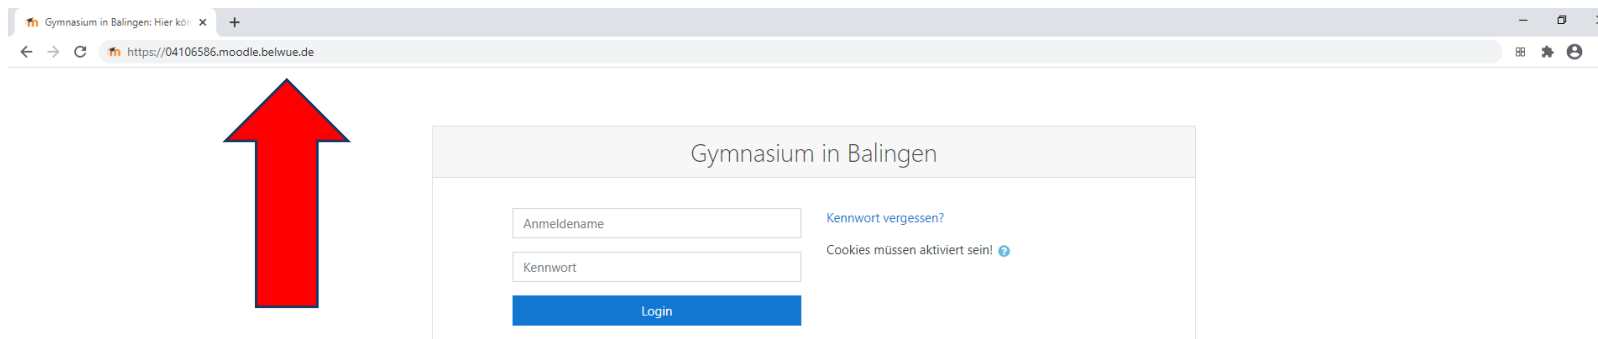 Gymnasium in Balingen: Hier kön
https://04106586.moodle.belwue.de
Gymnasium in Balingen
Anmeldename
Kennwort vergessen?
Cookies müssen aktiviert sein!
Kennwort
Login